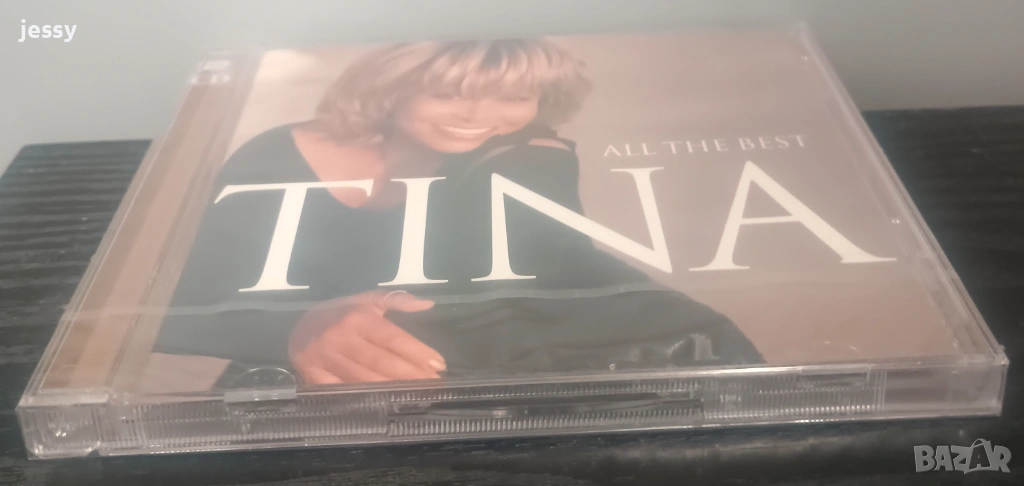 jessy
ALL THE BEST
TINA
BAZAR